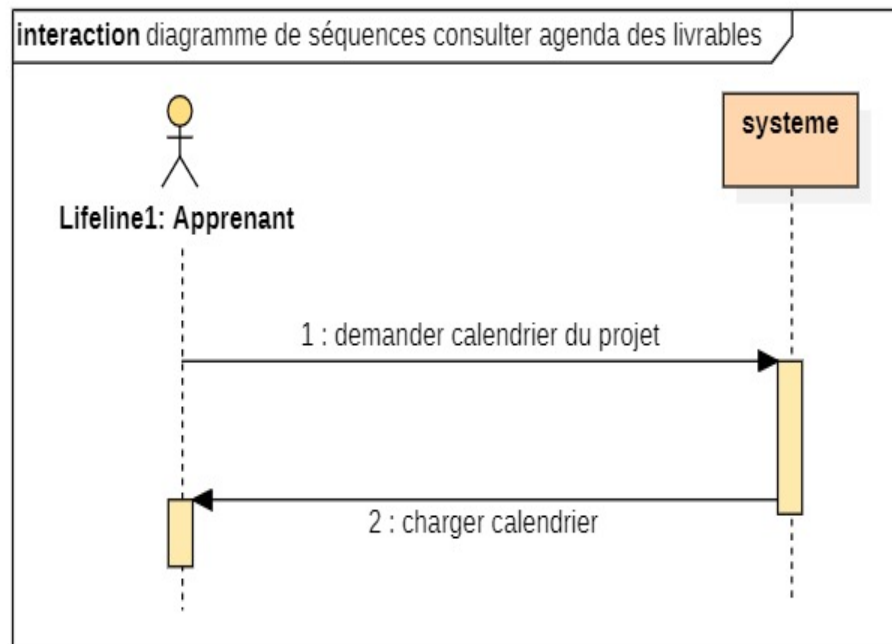 interaction diagramme de séquences consulter agenda des livrables
systeme
Lifeline1: Apprenant
1 : demander calendrier du projet
2 : charger calendrier